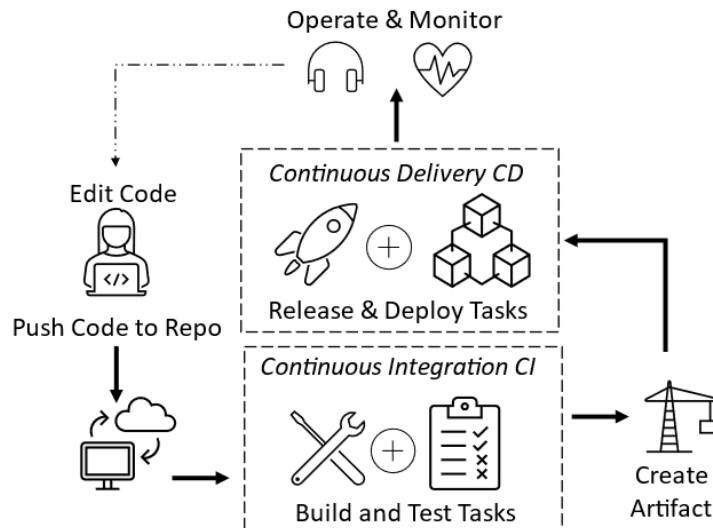 Operate & Monitor
Continuous Delivery CD
Edit Code
</>
Release & Deploy Tasks
Push Code to Repo
Continuous Integration CI
Create
Artifact
Build and Test Tasks